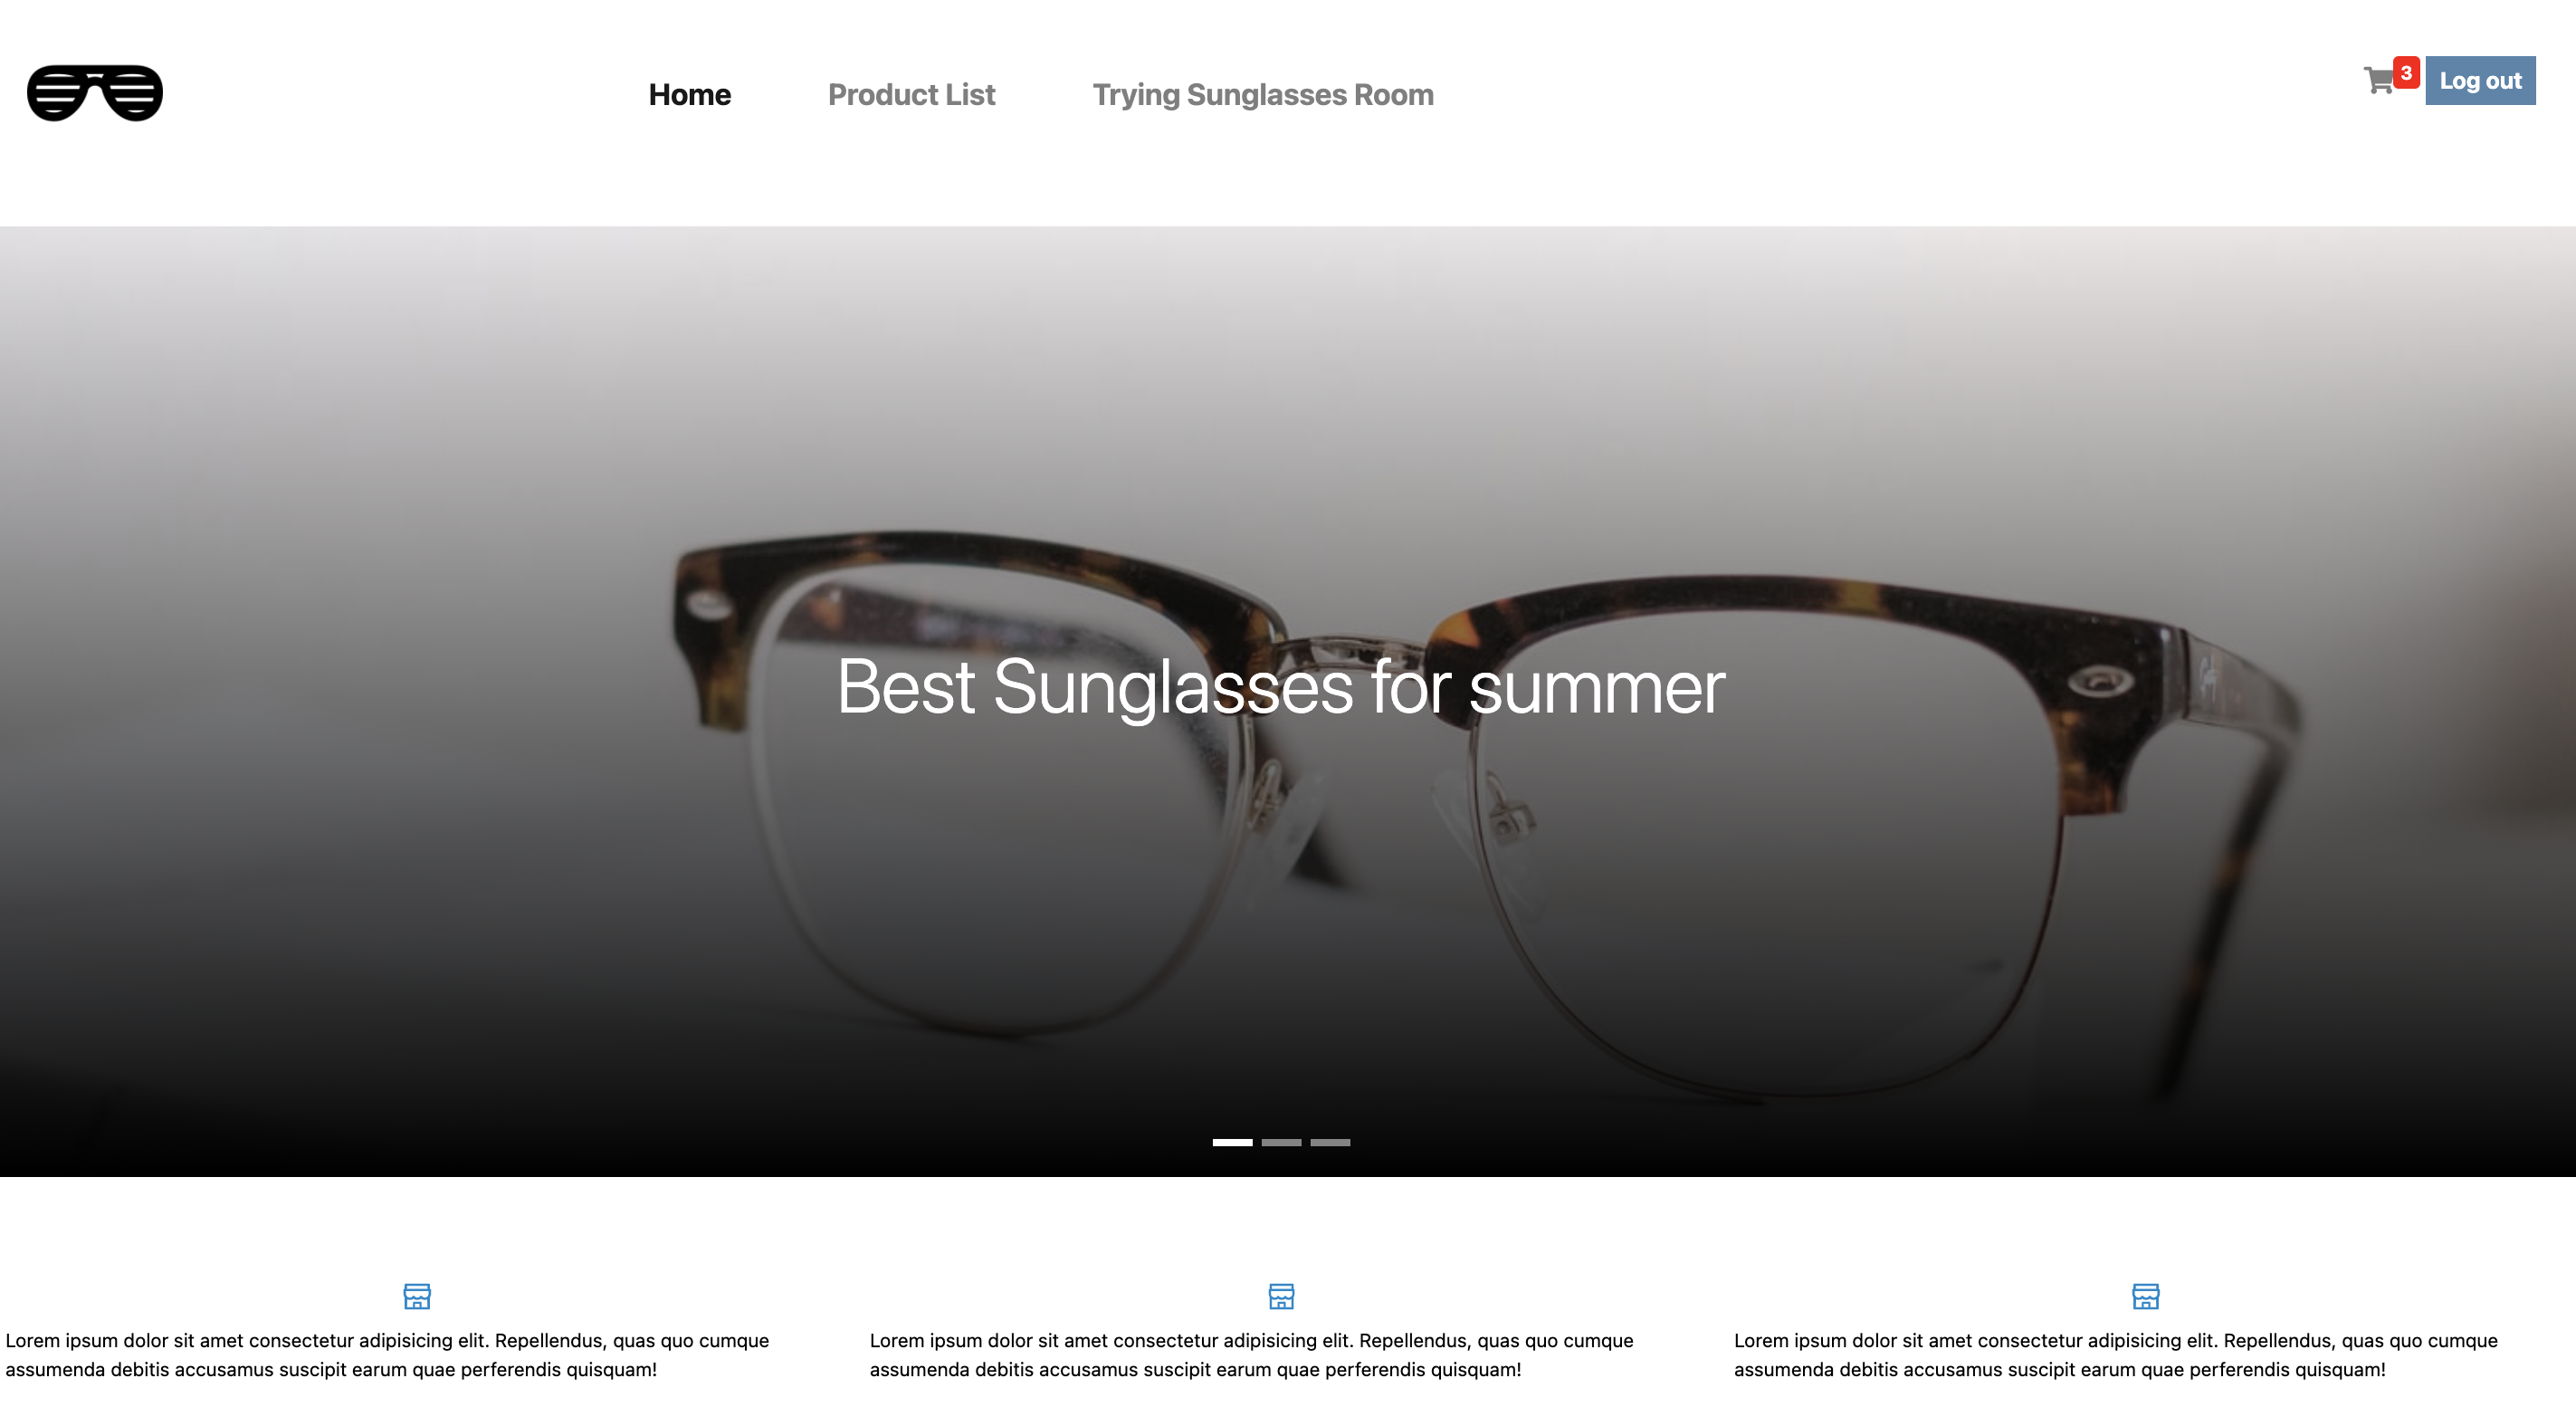 Home
Product List
Trying Sunglasses Room
3
Log out
Best Sunglasses for summer
Lorem ipsum dolor sit amet consectetur adipisicing elit. Repellendus, quas quo cumque
assumenda debitis accusamus suscipit earum quae perferendis quisquam!
Lorem ipsum dolor sit amet consectetur adipisicing elit. Repellendus, quas quo cumque
assumenda debitis accusamus suscipit earum quae perferendis quisquam!
Lorem ipsum dolor sit amet consectetur adipisicing elit. Repellendus, quas quo cumque
assumenda debitis accusamus suscipit earum quae perferendis quisquam!